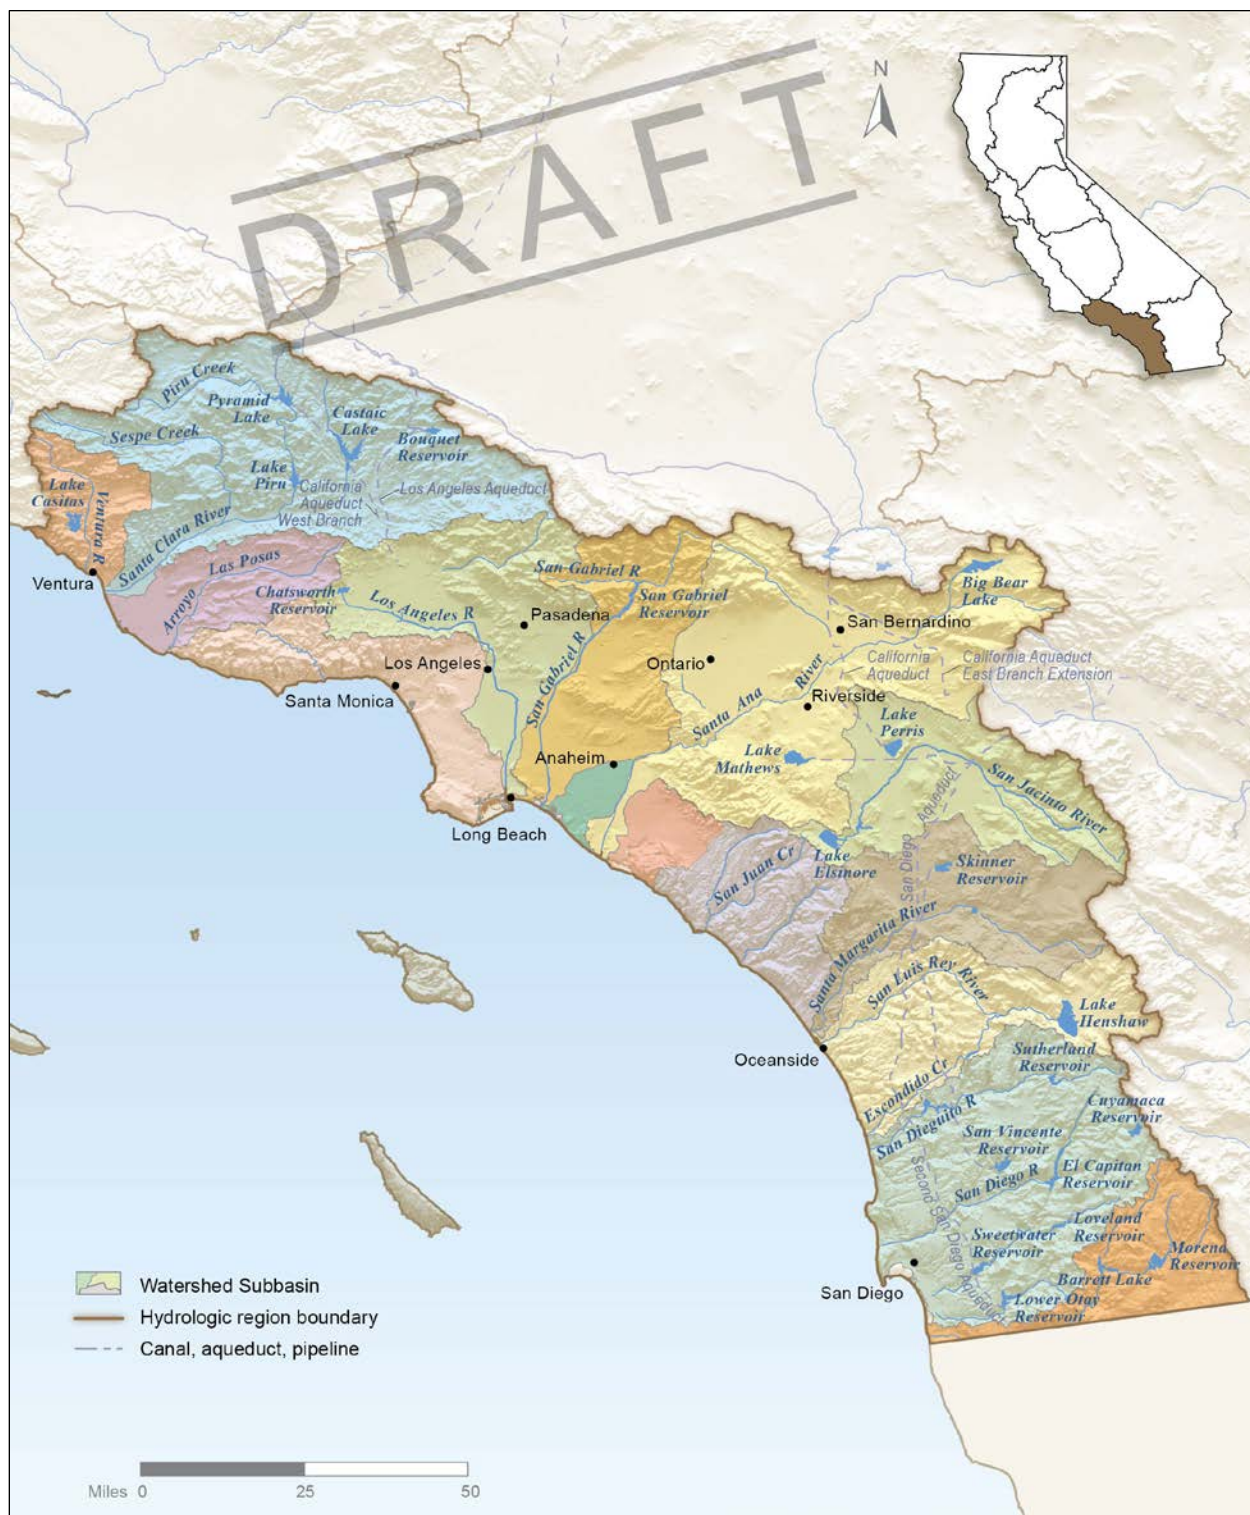 DRAFT
N
Piru Creek
Pyramid
Lake
Castaic
Lake
Sespe Creek
Bouquet
Reservoir
Lake
Piru
Lake
Casitas
California
Aqueduct
West Branch
Los Angeles Aqueduct
Ventura R
Santa Clara River
Ventura
Las Posas
Arroyo
Chatsworth
Reservoir
San Gabriel R
San Gabriel
Reservoir
Big Bear
Lake
Los Angeles R
Pasadena
San Bernardino
Los Angeles
San Gabriel R
Ontario
California
Aqueduct
California Aqueduct
East Branch Extension
Santa Monica
Santa Ana
River
Riverside
Lake
Perris
Anaheim
Lake
Mathews
San Jacinto River
Long Beach
San Juan Cr
Lake
Elsinore
San Diego
Aqueduct
Skinner
Reservoir
Santa Margarita River
San Luis Rey River
Lake
Henshaw
Oceanside
Sutherland
Reservoir
Escondido Cr
Cuyamaca
Reservoir
San Dieguito R
San Vincente
Reservoir
El Capitan
Reservoir
San Diego R
Second San Diego Aqueduct
Loveland
Reservoir
Sweetwater
Reservoir
Morena
Reservoir
Barrett Lake
San Diego
Lower Otay
Reservoir
Watershed Subbasin
Hydrologic region boundary
Canal, aqueduct, pipeline
Miles 0 25 50